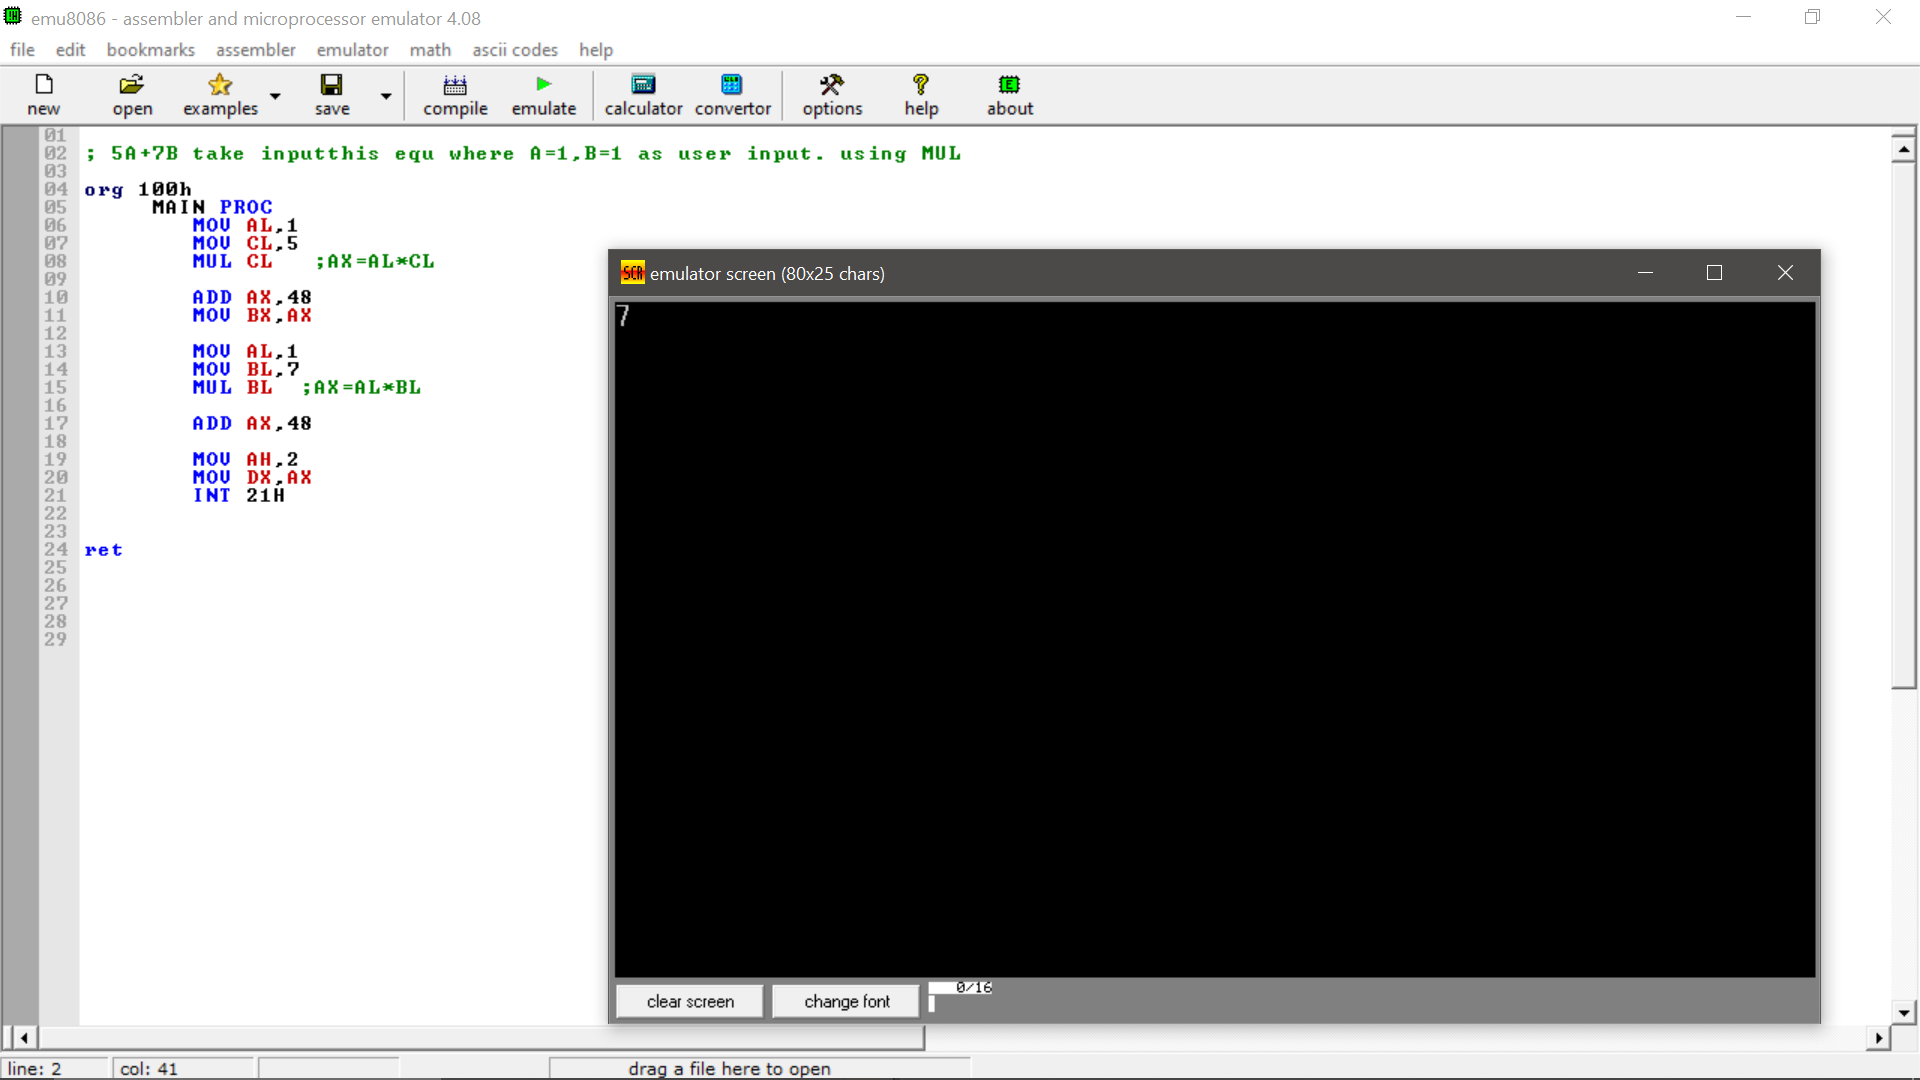 emu8086 - assembler and microprocessor emulator 4.08
file edit bookmarks assembler emulator math ascii codes help
new open examples save compile emulate calculator convertor options help about
01
02 ; 5A+7B take inputthis equ where A=1,B=1 as user input. using MUL
03
04 org 100h
05 MAIN PROC
06 MOV AL,1
07 MOV CL,5
08 MUL CL ;AX=AL*CL
09
10 ADD AX,48
11 MOV BX,AX
12
13 MOV AL,1
14 MOV BL,7
15 MUL BL ;AX=AL*BL
16
17 ADD AX,48
18
19 MOV AH,2
20 MOV DX,AX
21 INT 21H
22
23
24 ret
25
26
27
28
29
SCR emulator screen (80x25 chars)
7
clear screen change font 0/16
line: 2 col: 41 drag a file here to open